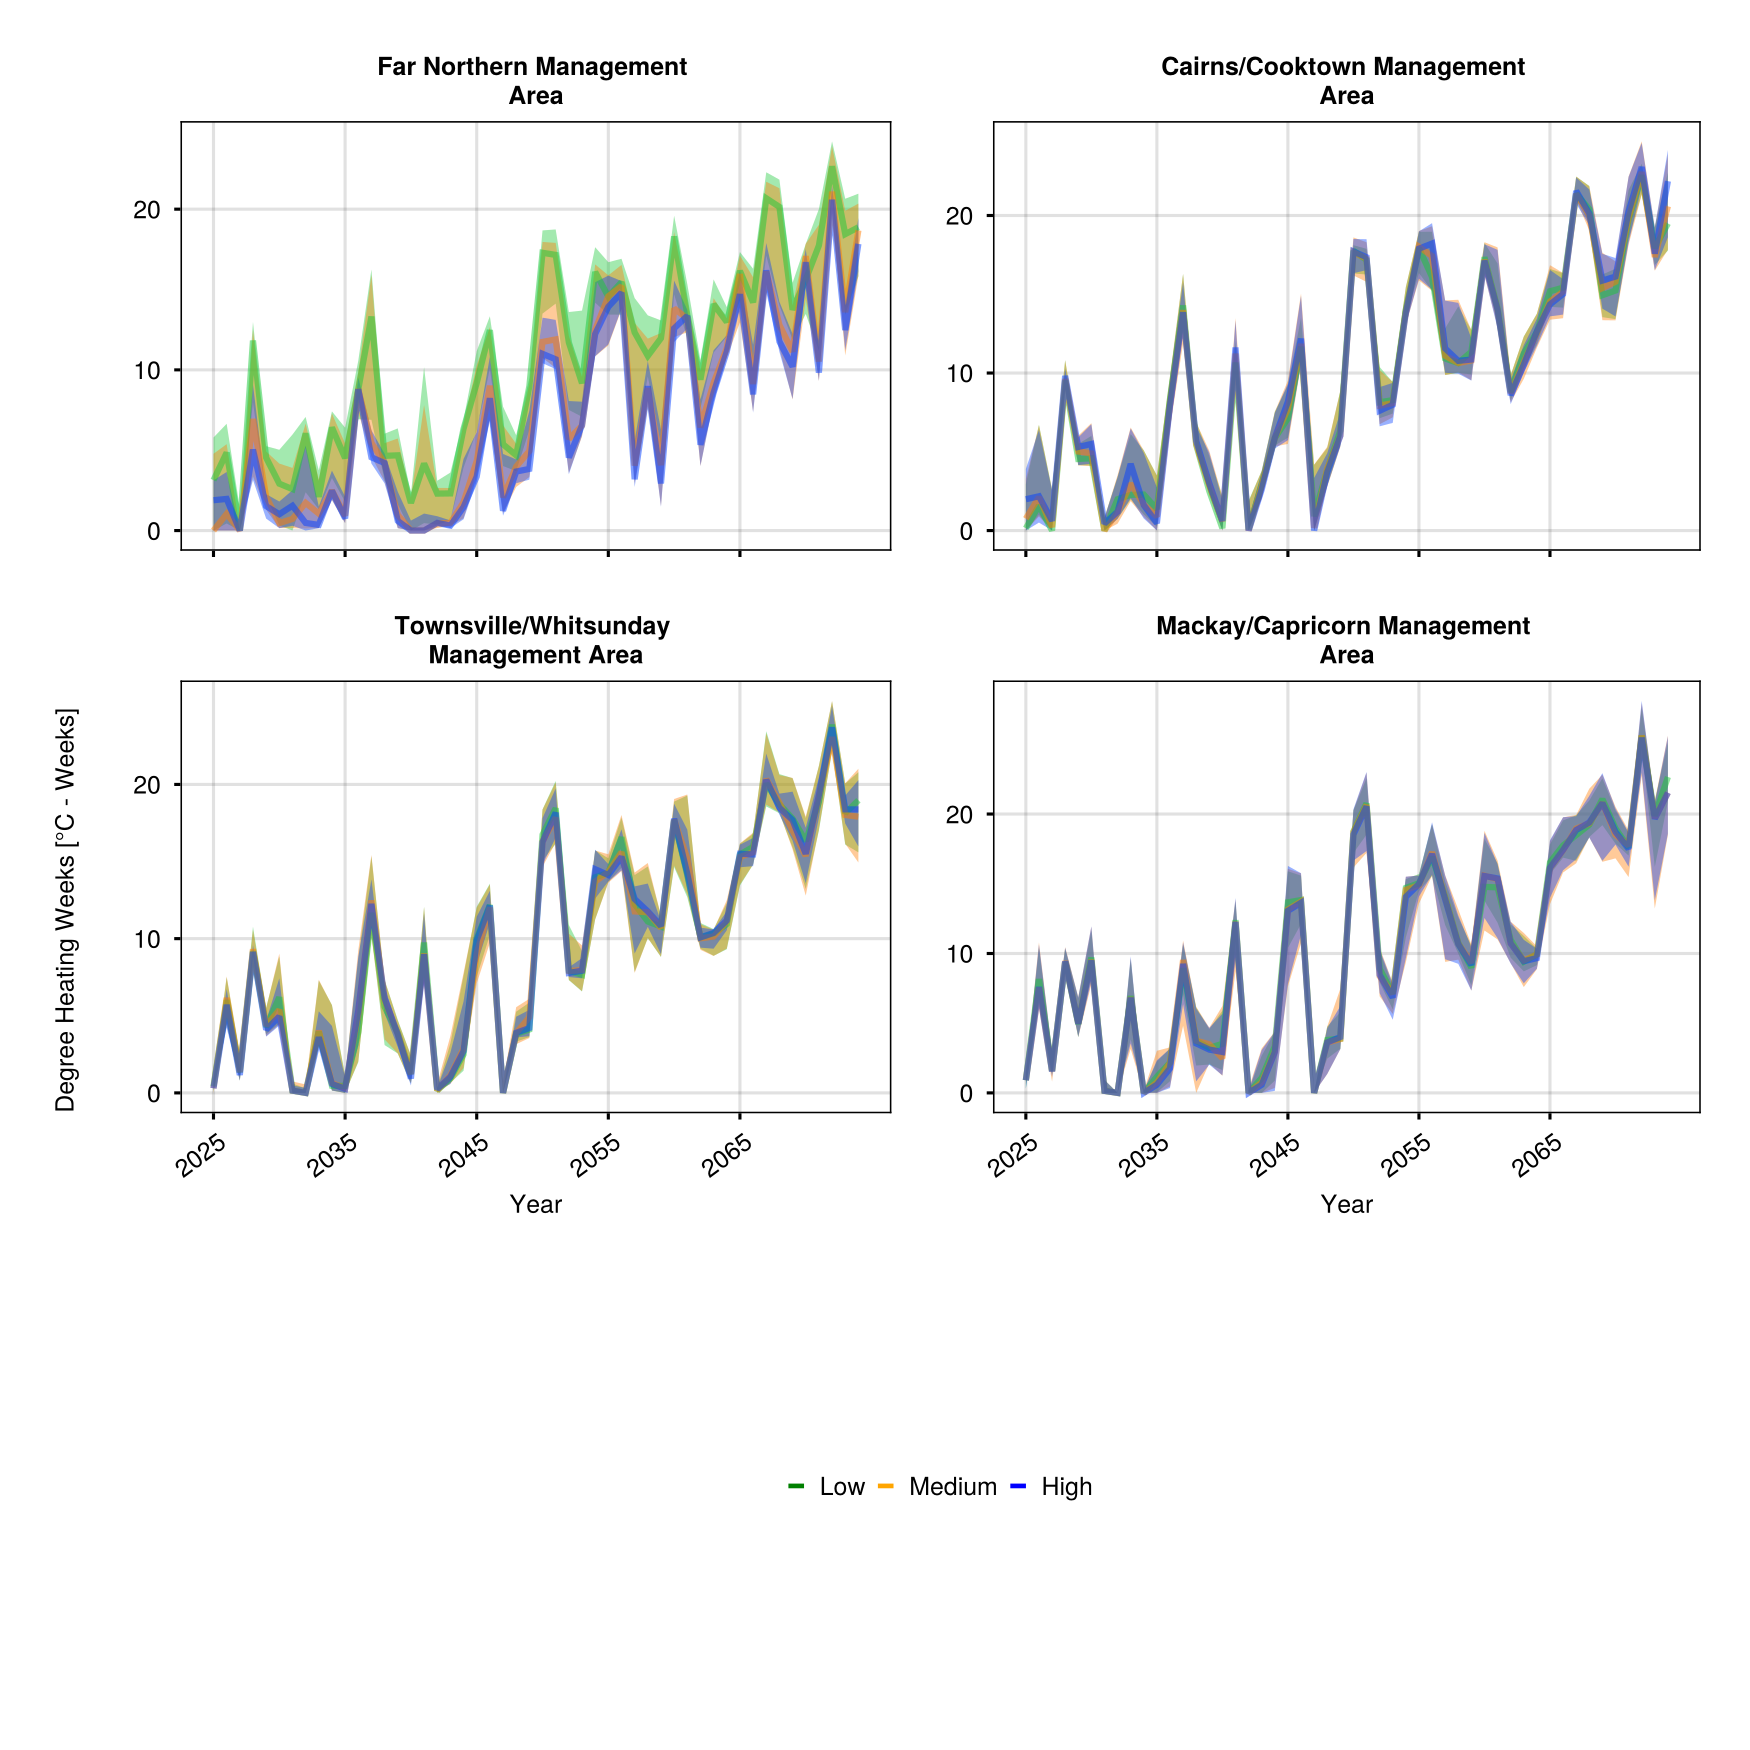 Far Northern Management
Area
Cairns/Cooktown Management
Area
20
10
0
20
10
0
Townsville/Whitsunday
Management Area
Mackay/Capricorn Management
Area
Degree Heating Weeks [°C - Weeks]
20
10
0
20
10
0
2025
2035
2045
2055
2065
2025
2035
2045
2055
2065
Year
Year
Low
Medium
High